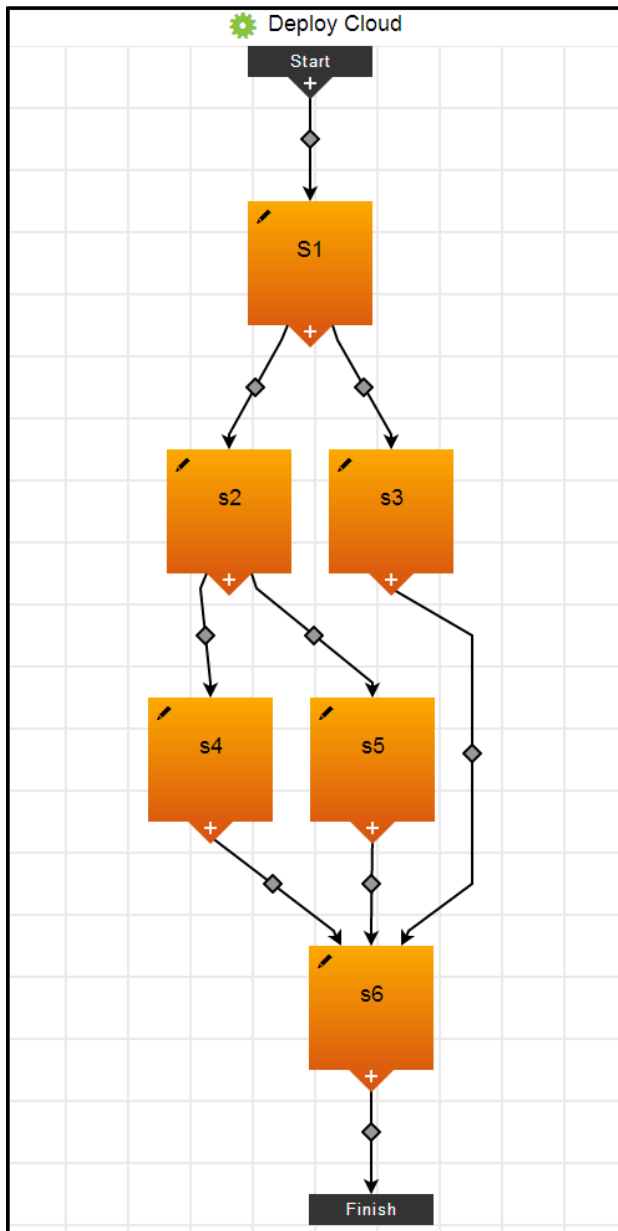 Deploy Cloud
Start
+
S1
+
s2
s3
+
+
s4
s5
+
+
s6
+
Finish